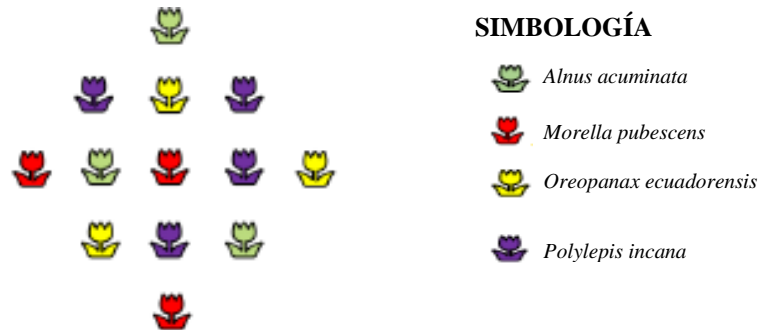 SIMBOLOGÍA
Alnus acuminata
Morella pubescens
Oreopanax ecuadorensis
Polylepis incana